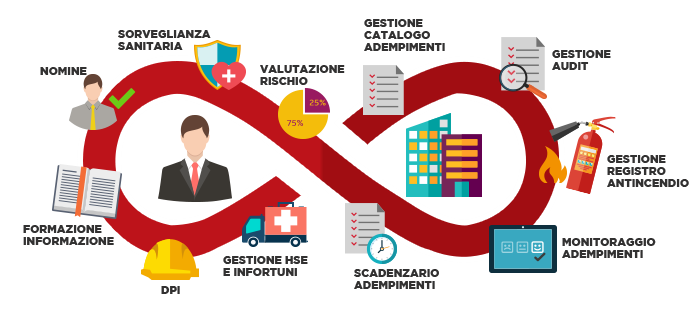 SORVEGLIANZA
SANITARIA
GESTIONE
CATALOGO
ADEMPIMENTI
NOMINE
VALUTAZIONE
RISCHIO
25%
75%
GESTIONE
AUDIT
GESTIONE
REGISTRO
ANTINCENDIO
FORMAZIONE
INFORMAZIONE
DPI
GESTIONE HSE
E INFORTUNI
SCADENZARIO
ADEMPIMENTI
MONITORAGGIO
ADEMPIMENTI